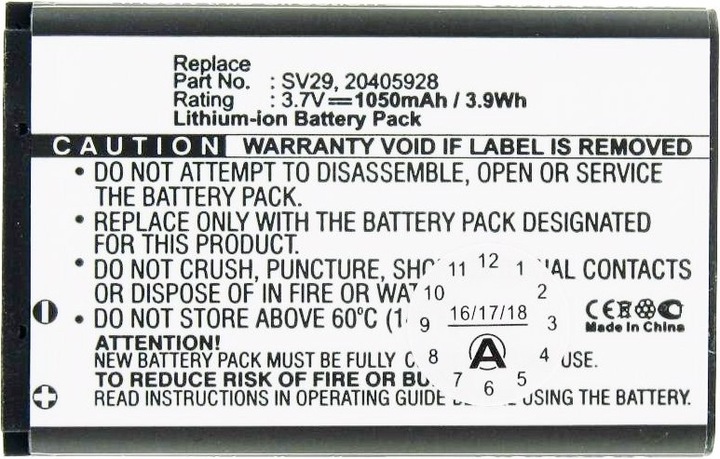 Replace
Part No. : SV29, 20405928
Rating : 3.7V 1050mAh / 3.9Wh
Lithium-ion Battery Pack
CAUTION WARRANTY VOID IF LABEL IS REMOVED
• DO NOT ATTEMPT TO DISASSEMBLE, OPEN OR SERVICE
THE BATTERY PACK.
• REPLACE ONLY WITH THE BATTERY PACK DESIGNATED
FOR THIS PRODUCT.
• DO NOT CRUSH, PUNCTURE, CONTACTS
OR DISPOSE OF IN FIRE OR
• DO NOT STORE ABOVE 60°C
ATTENTION!
NEW BATTERY PACK MUST BE FULLY USE.
TO REDUCE RISK OF FIRE OR
READ INSTRUCTIONS IN OPERATING GUIDE USING THE BATTERY.
12
11 1
10 2
9 16/17/18 3
8 A 4
7 5
6
CE
Made In China